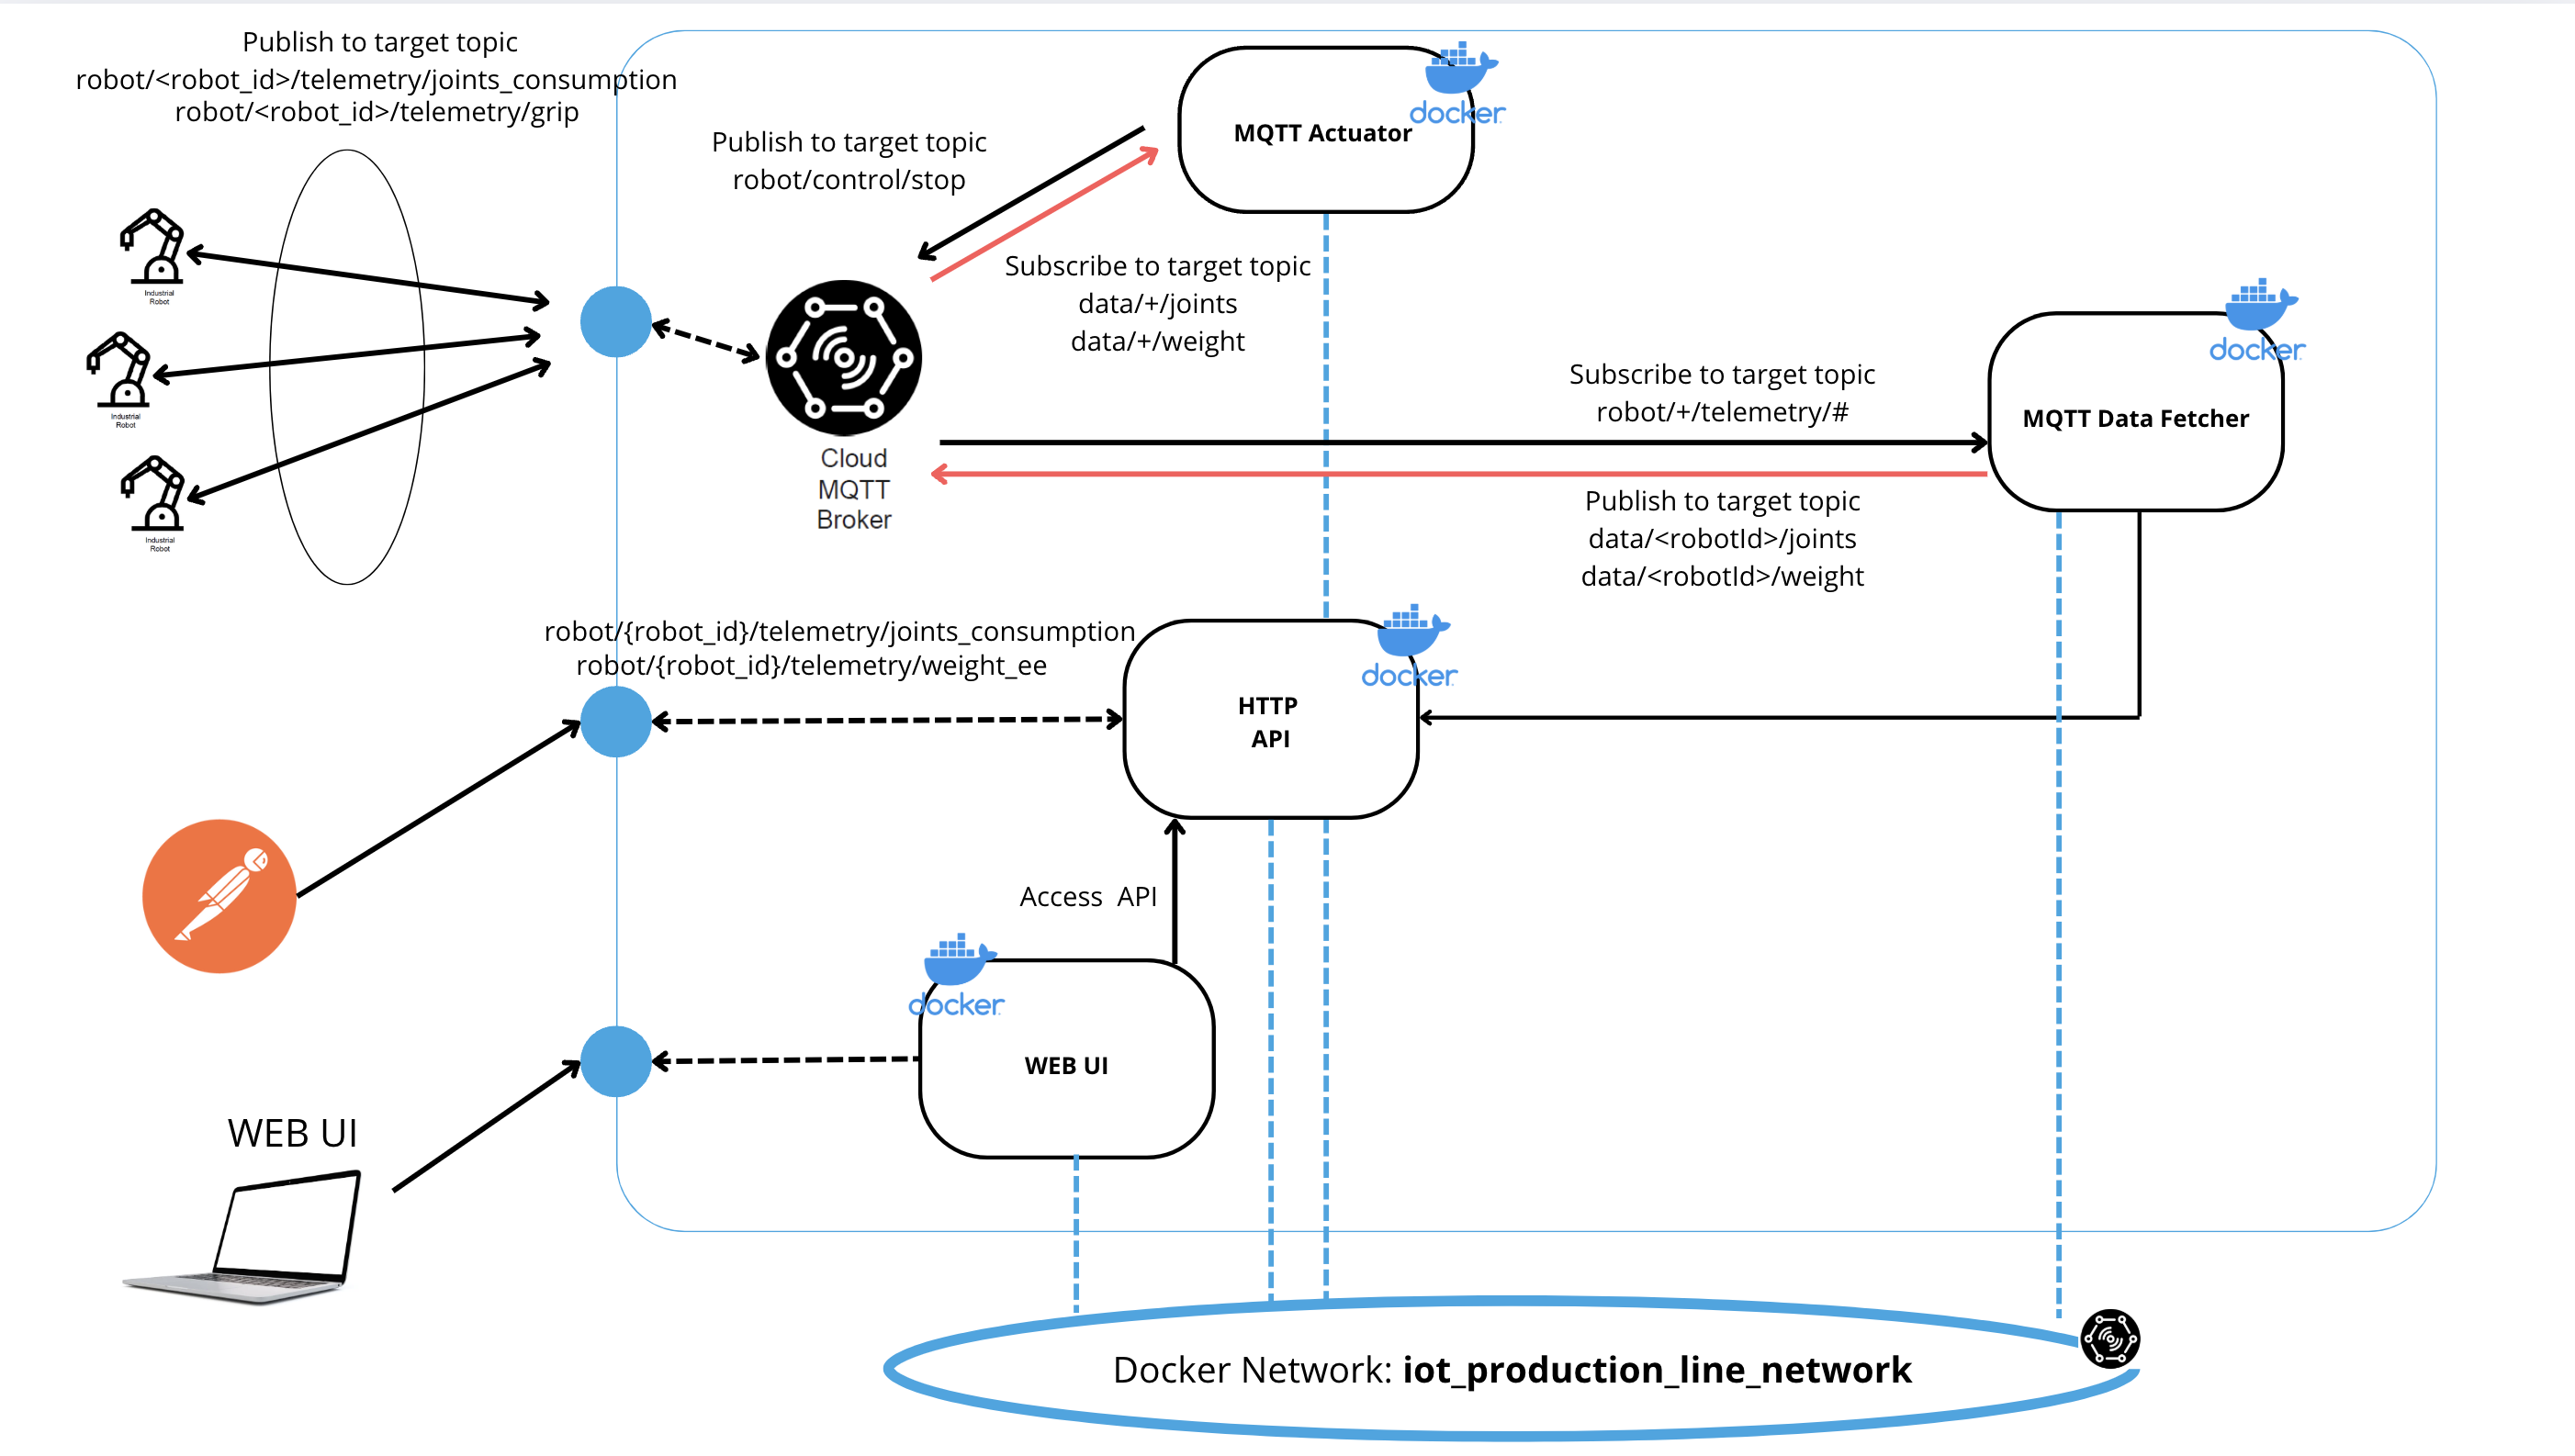 Publish to target topic
robot/<robot_id>/telemetry/joints_consumption
robot/<robot_id>/telemetry/grip
docker
MQTT Actuator
Publish to target topic
robot/control/stop
Subscribe to target topic
data/+/joints
data/+/weight
Industrial
Robot
Industrial
Robot
Industrial
Robot
Cloud
MQTT
Broker
docker
MQTT Data Fetcher
Subscribe to target topic
robot/+/telemetry/#
Publish to target topic
data/<robotId>/joints
data/<robotId>/weight
robot/{robot_id}/telemetry/joints_consumption
robot/{robot_id}/telemetry/weight_ee
docker
HTTP
API
Access API
docker
WEB UI
WEB UI
Docker Network: iot_production_line_network